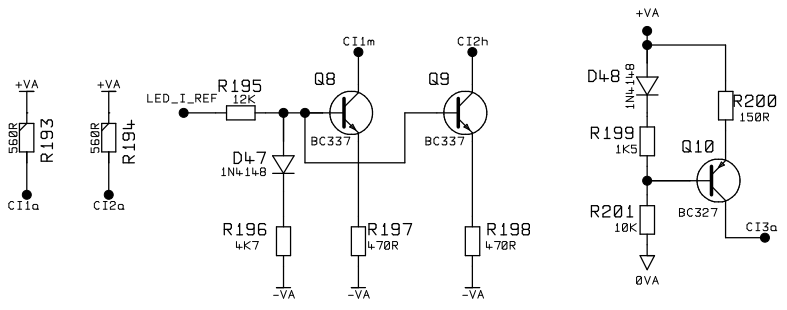 +VA
560R
R193
CI1a
+VA
560R
R194
CI2a
LED_I_REF
R195
12K
CI1m
Q8
BC337
CI2h
Q9
BC337
D47
1N4148
R196
4K7
-VA
R197
470R
-VA
R198
470R
-VA
+VA
D48
1N4148
R200
150R
R199
1K5
Q10
BC327
R201
10K
CI3a
0VA